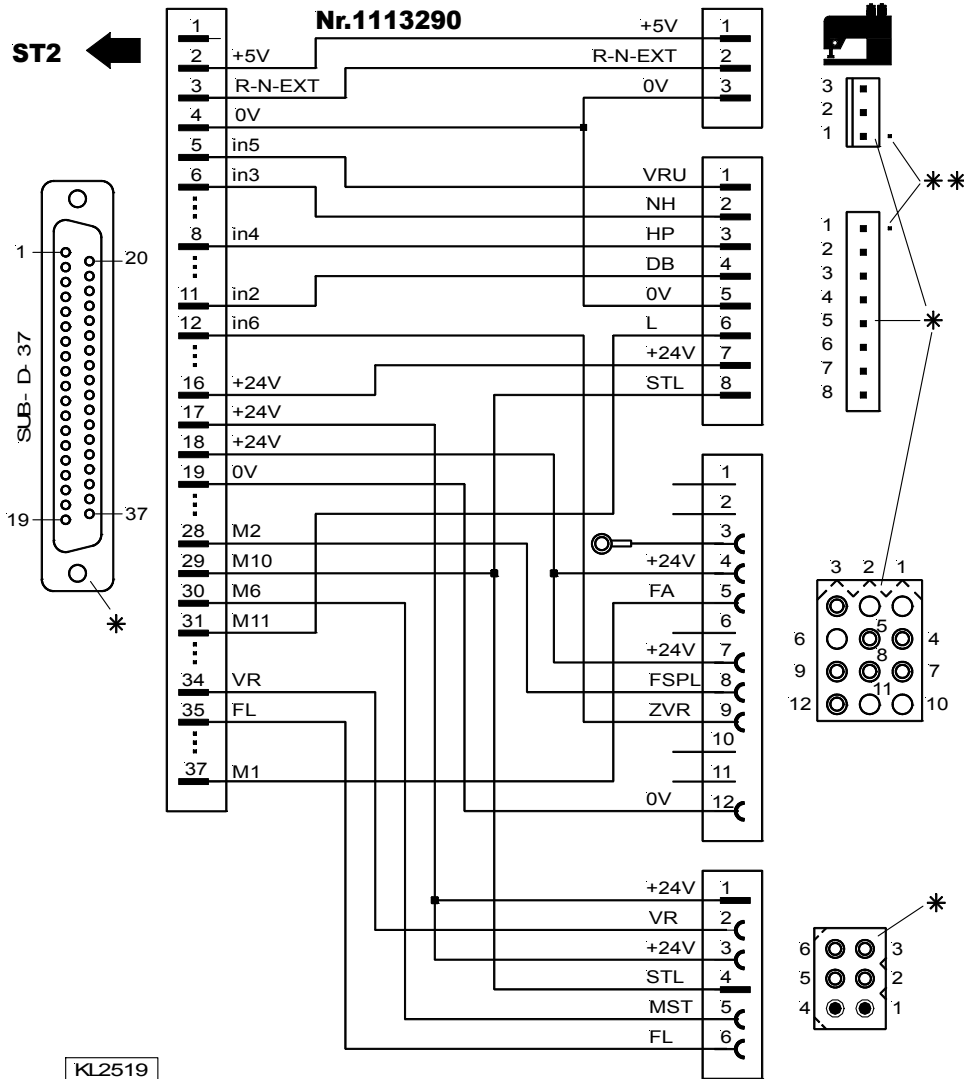 Nr.1113290
ST2
1
2 +5V
3 R-N-EXT
4 0V
5 in5
6 in3
8 in4
11 in2
12 in6
16 +24V
17 +24V
18 +24V
19 0V
28 M2
29 M10
30 M6
31 M11
34 VR
35 FL
37 M1
1
20
SUB-D-37
19
37
+5V 1
R-N-EXT 2
0V 3
VRU 1
NH 2
HP 3
DB 4
0V 5
L 6
+24V 7
STL 8
1
2
3
+24V 4
FA 5
6
+24V 7
FSPL 8
ZVR 9
10
11
0V 12
+24V 1
VR 2
+24V 3
STL 4
MST 5
FL 6
3
2
1
1
2
3
4
5
6
7
8
3 2 1
6 5 4
9 8 7
12 11 10
6 3
5 2
4 1
KL2519